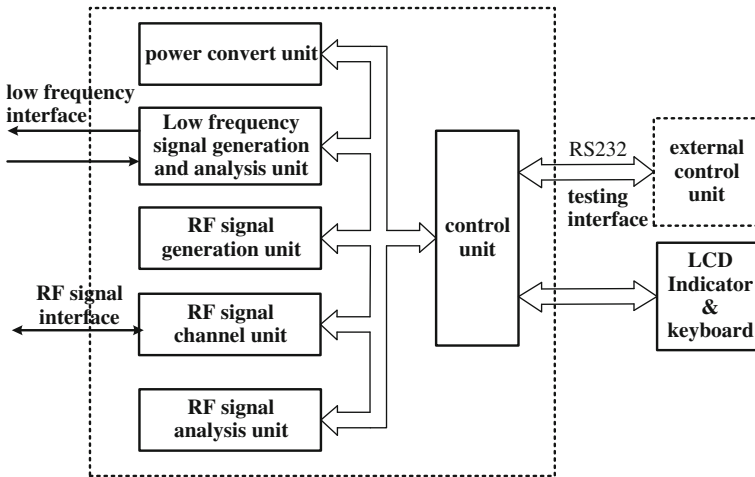 power convert unit
low frequency
interface
Low frequency
signal generation
and analysis unit
RF signal
generation unit
RF signal
interface
RF signal
channel unit
RF signal
analysis unit
control
unit
RS232
testing
interface
external
control
unit
LCD
Indicator
&
keyboard